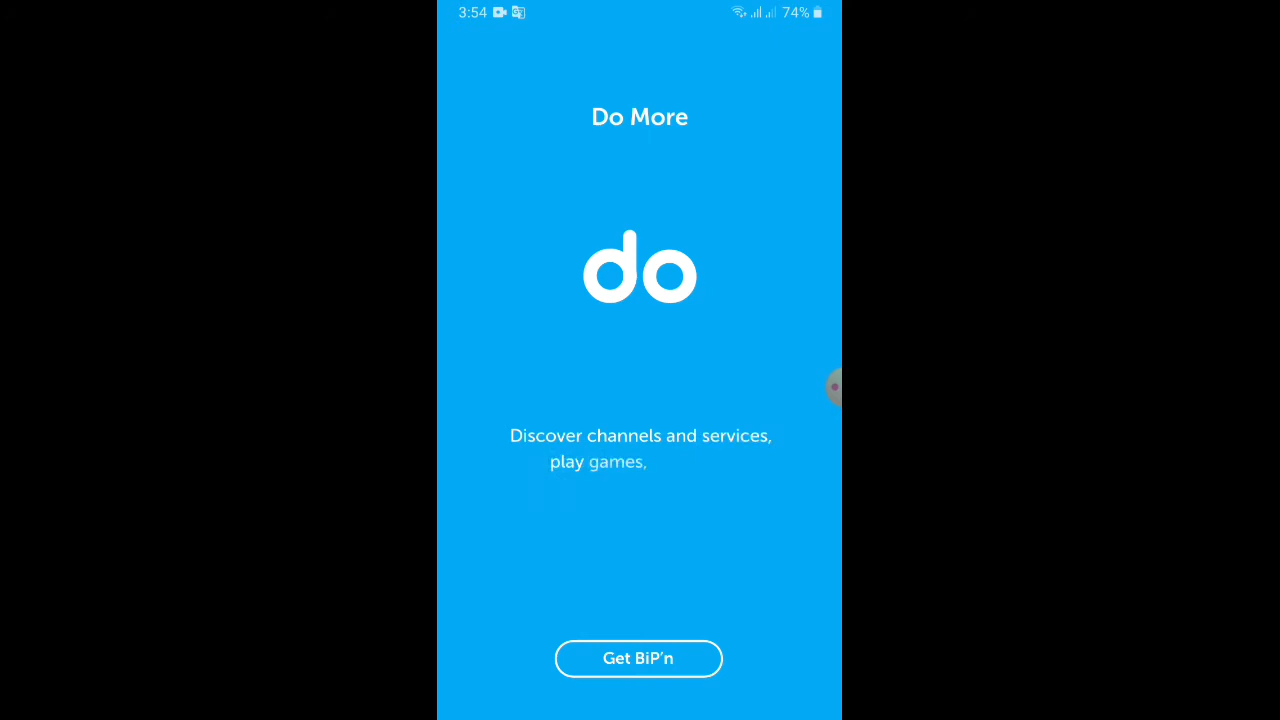 3:54 74%
Do More
do
Discover channels and services,
play games,
Get BiP’n